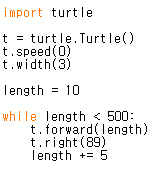 import turtle
t = turtle.Turtle()
t.speed(0)
t.width(3)
length = 10
while length < 500:
    t.forward(length)
    t.right(89)
    length += 5